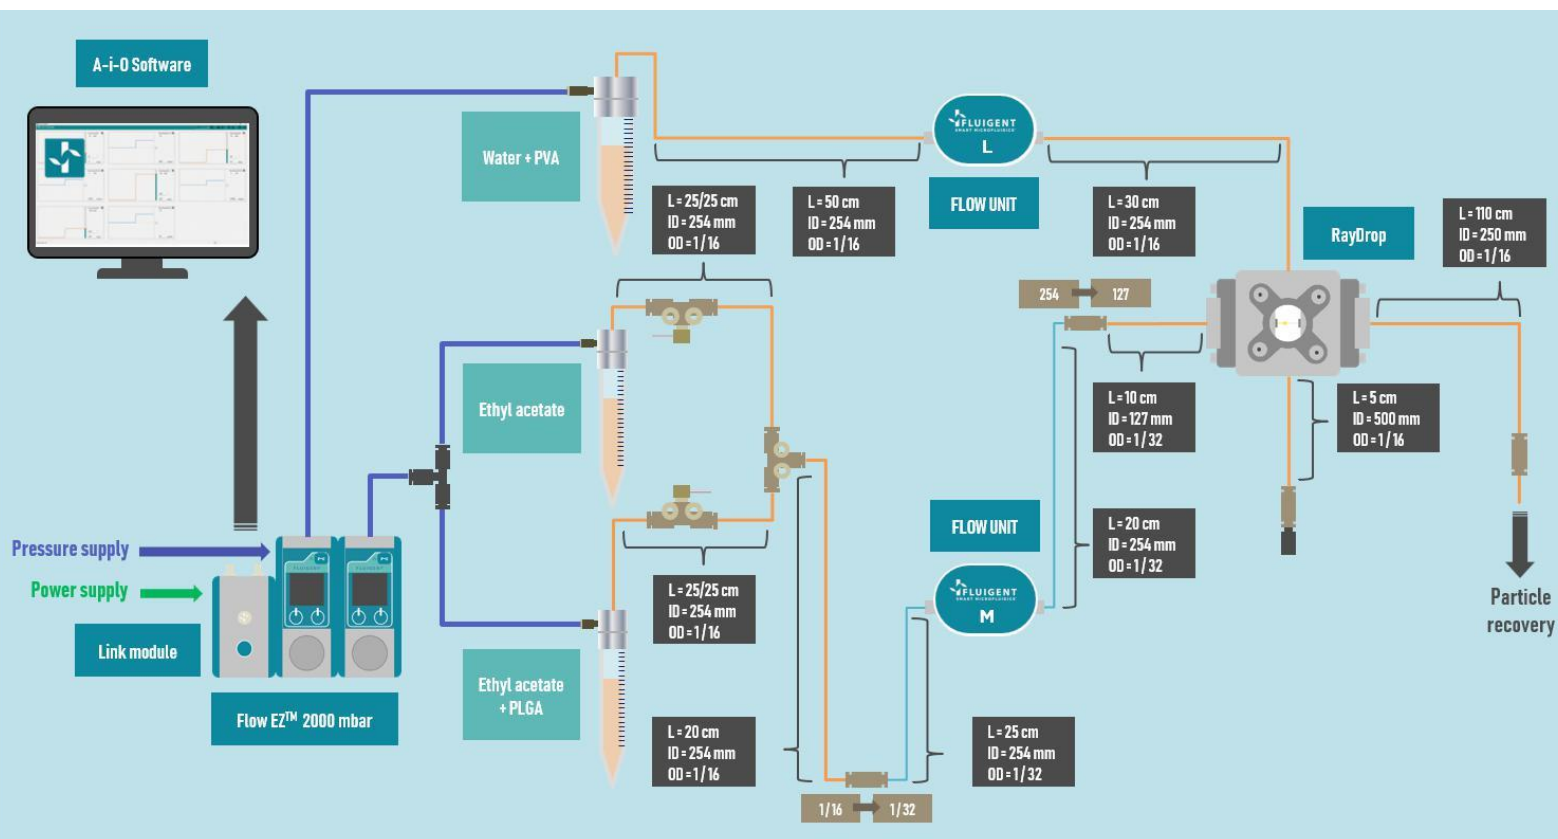 A-i-O Software
Water + PVA
L = 25/25 cm
ID = 254 mm
OD = 1/16
L = 50 cm
ID = 254 mm
OD = 1/16
FLUIGENT
SMART MICROFLUIDICS
L
FLOW UNIT
L = 30 cm
ID = 254 mm
OD = 1/16
RayDrop
L = 110 cm
ID = 250 mm
OD = 1/16
254
127
Ethyl acetate
L = 10 cm
ID = 127 mm
OD = 1/32
L = 5 cm
ID = 500 mm
OD = 1/16
FLOW UNIT
L = 20 cm
ID = 254 mm
OD = 1/32
Pressure supply
Power supply
FLUIGENT
FLUIGENT
Link module
Flow EZ™ 2000 mbar
L = 25/25 cm
ID = 254 mm
OD = 1/16
FLUIGENT
SMART MICROFLUIDICS
M
Particle
recovery
Ethyl acetate
+ PLGA
L = 20 cm
ID = 254 mm
OD = 1/16
L = 25 cm
ID = 254 mm
OD = 1/32
1/16
1/32